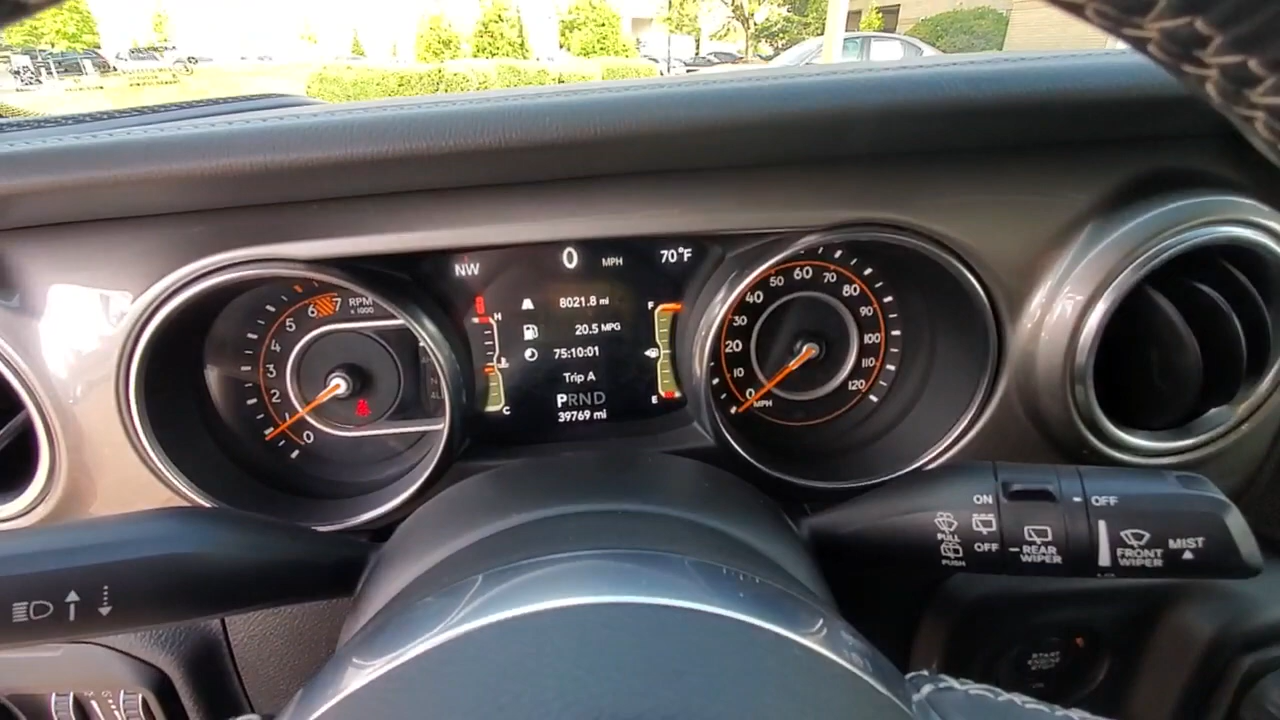 NW
0 MPH
70°F
8021.8 mi
20.5 MPG
75:10:01
Trip A
PRND
39769 mi
H
C
F
E
7
6
5
4
3
2
1
0
RPM
x 1000
0
10
20
30
40
50
60
70
80
90
100
110
120
MPH
ON
OFF
PULL
PUSH
OFF
REAR
WIPER
FRONT
WIPER
MIST
START
ENGINE
STOP